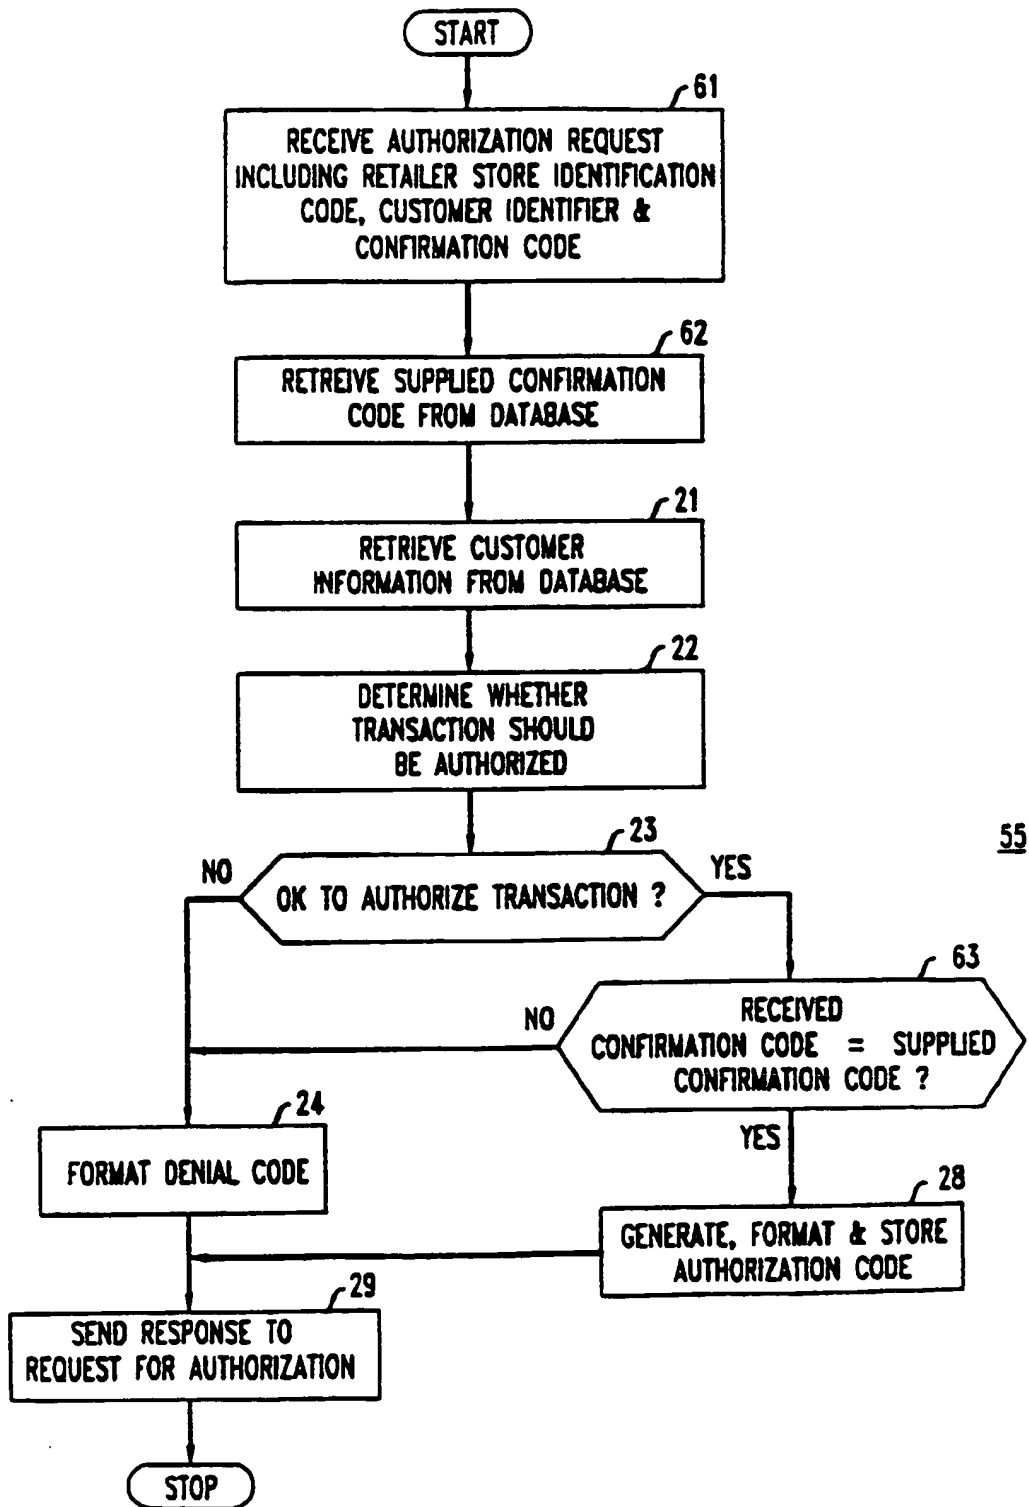 START
61
RECEIVE AUTHORIZATION REQUEST
INCLUDING RETAILER STORE IDENTIFICATION
CODE, CUSTOMER IDENTIFIER &
CONFIRMATION CODE
62
RETREIVE SUPPLIED CONFIRMATION
CODE FROM DATABASE
21
RETRIEVE CUSTOMER
INFORMATION FROM DATABASE
22
DETERMINE WHETHER
TRANSACTION SHOULD
BE AUTHORIZED
55
23
NO
YES
OK TO AUTHORIZE TRANSACTION ?
63
NO
RECEIVED
CONFIRMATION CODE = SUPPLIED
CONFIRMATION CODE ?
24
YES
FORMAT DENIAL CODE
28
GENERATE, FORMAT & STORE
AUTHORIZATION CODE
29
SEND RESPONSE TO
REQUEST FOR AUTHORIZATION
STOP